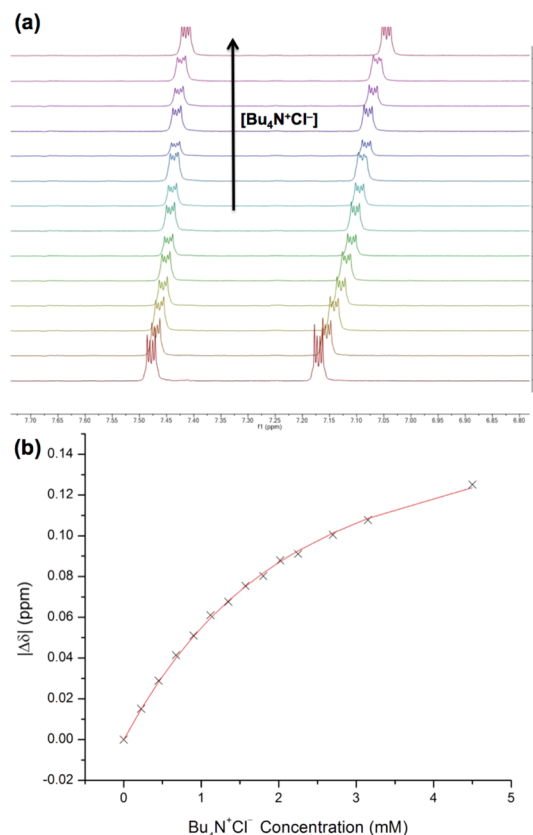 (a)
[Bu₄N⁺Cl⁻]
7.70 7.65 7.60 7.55 7.50 7.45 7.40 7.35 7.30 7.25 7.20 7.15 7.10 7.05 7.00 6.95 6.90 6.85 6.80
f1 (ppm)
(b)
0.14
0.12
0.10
0.08
0.06
0.04
0.02
0.00
-0.02
|Δδ| (ppm)
0 1 2 3 4 5
Bu₄N⁺Cl⁻ Concentration (mM)